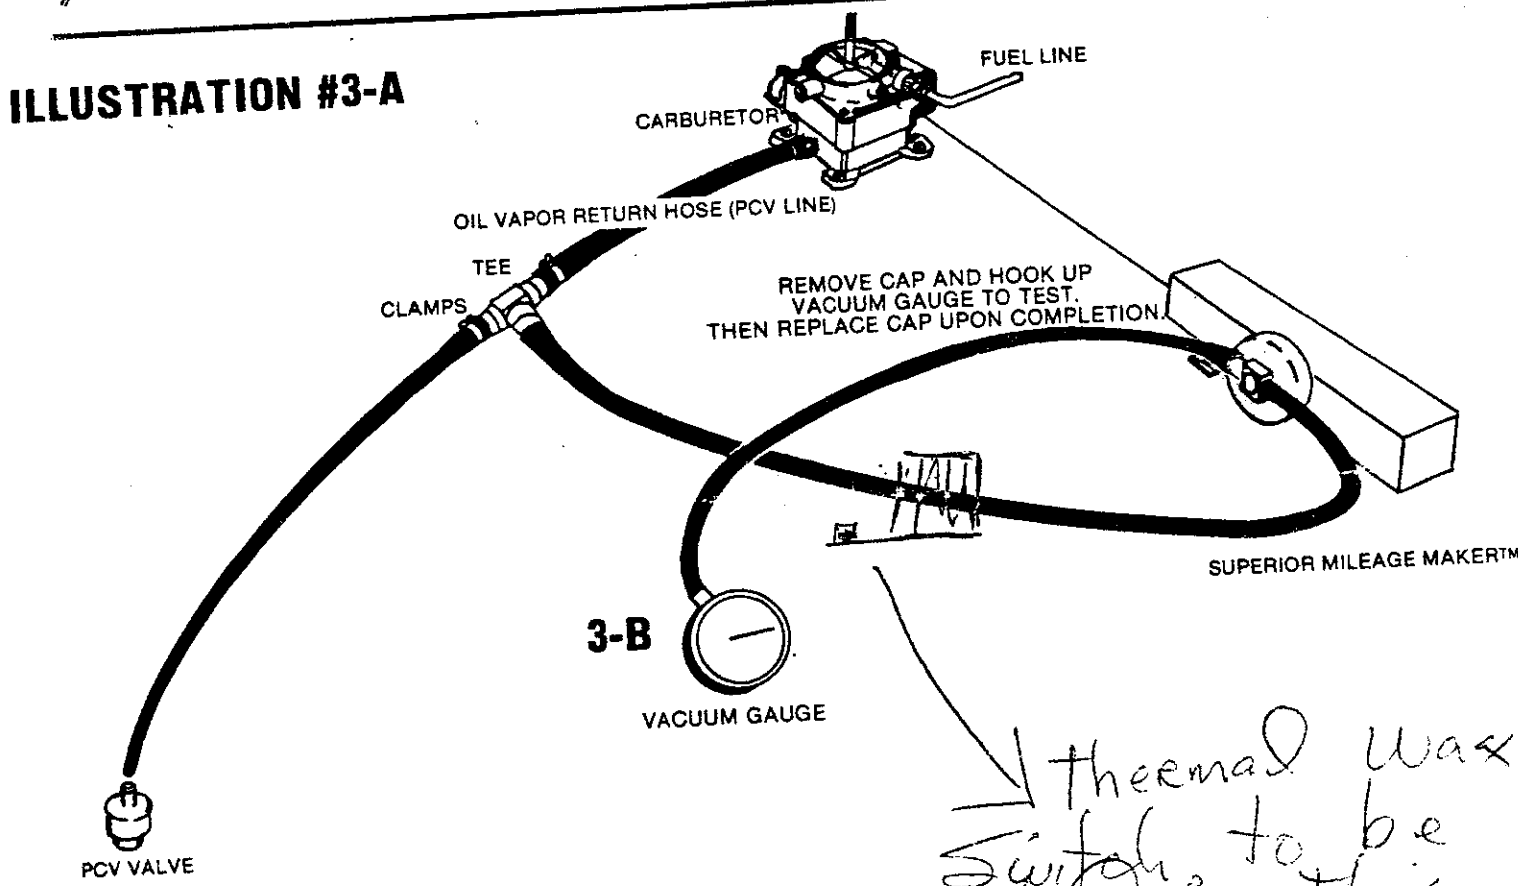 ILLUSTRATION #3-A
FUEL LINE
CARBURETOR
OIL VAPOR RETURN HOSE (PCV LINE)
TEE
CLAMPS
REMOVE CAP AND HOOK UP
VACUUM GAUGE TO TEST.
THEN REPLACE CAP UPON COMPLETION.
SUPERIOR MILEAGE MAKER™
3-B
VACUUM GAUGE
PCV VALVE
thermal wax
Switch to be